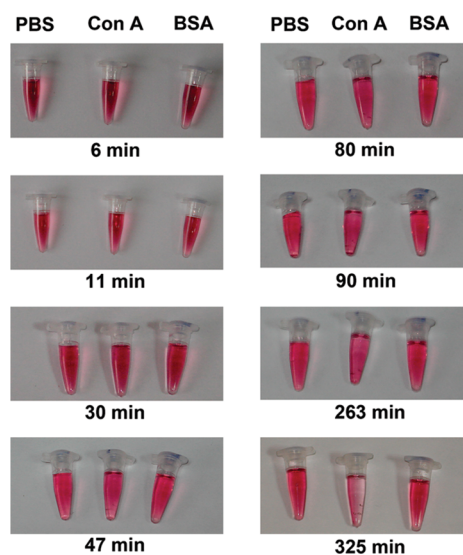 PBS Con A BSA
6 min
11 min
30 min
47 min
PBS Con A BSA
80 min
90 min
263 min
325 min